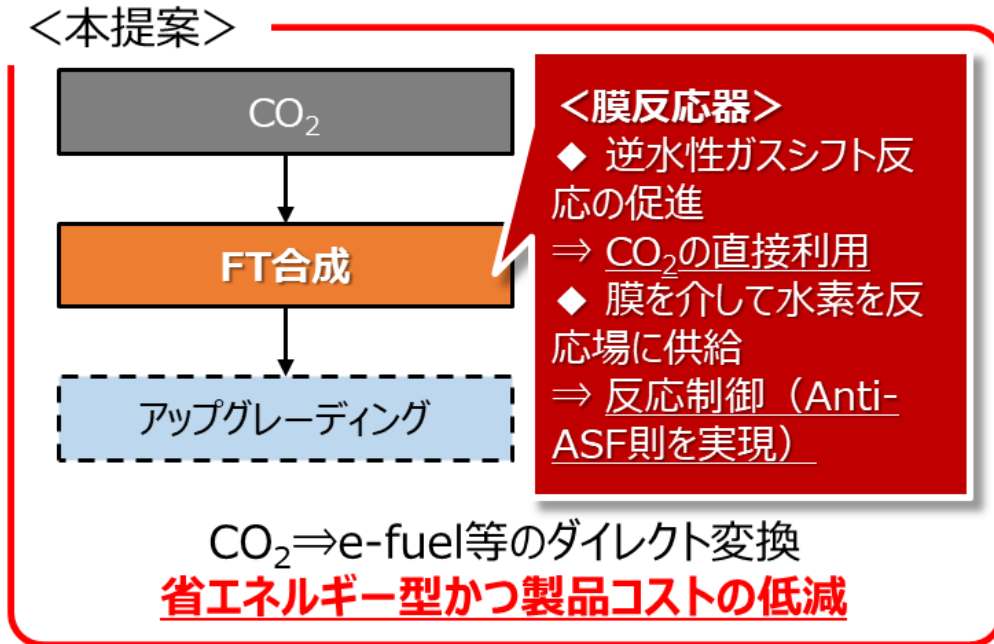 ＜本提案＞
CO₂
FT合成
アップグレーディング
＜膜反応器＞
◆ 逆水性ガスシフト反
応の促進
⇒ CO₂の直接利用
◆ 膜を介して水素を反
応場に供給
⇒ 反応制御（Anti-
ASF則を実現）
CO₂⇒e-fuel等のダイレクト変換
省エネルギー型かつ製品コストの低減